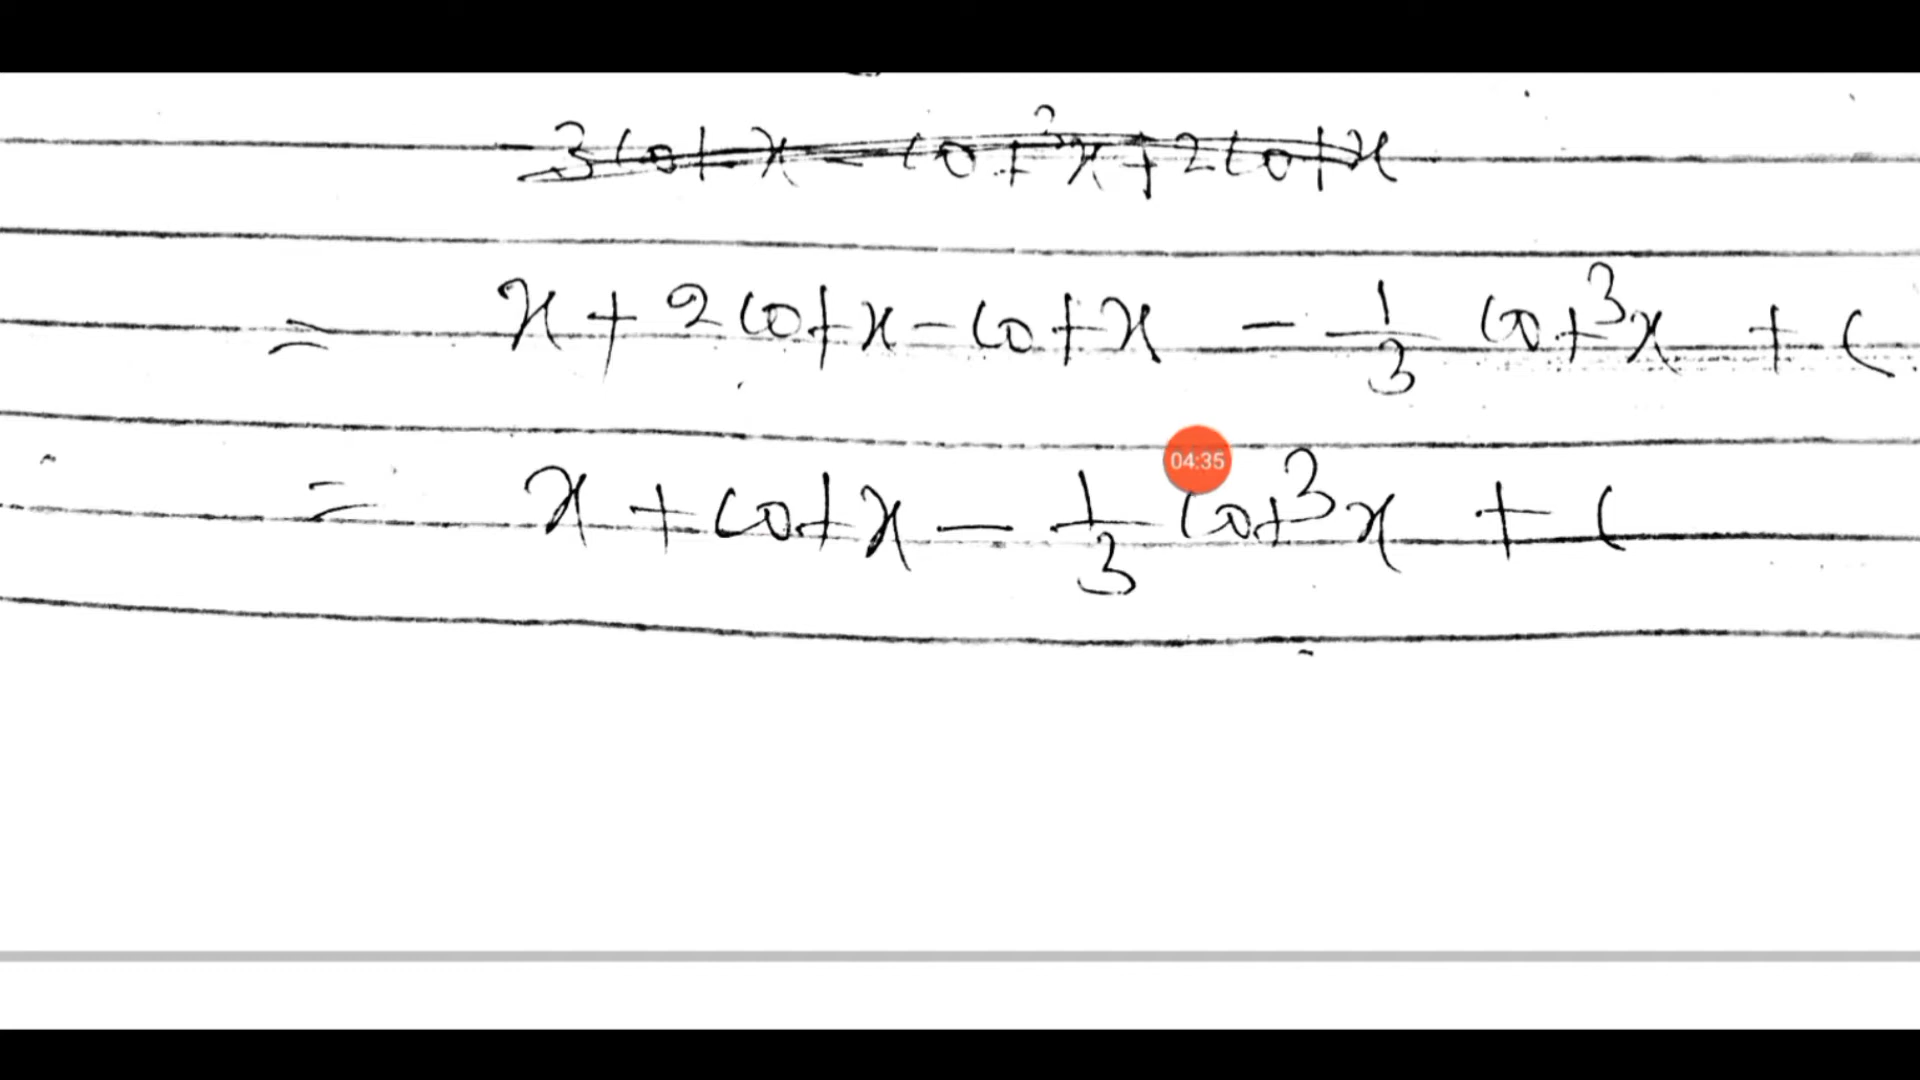 3cotx - cot³x + 2cotx
= x + 2cotx - cotx - 1/3 cot³x + C
04:35
= x + cotx - 1/3 cot³x + C